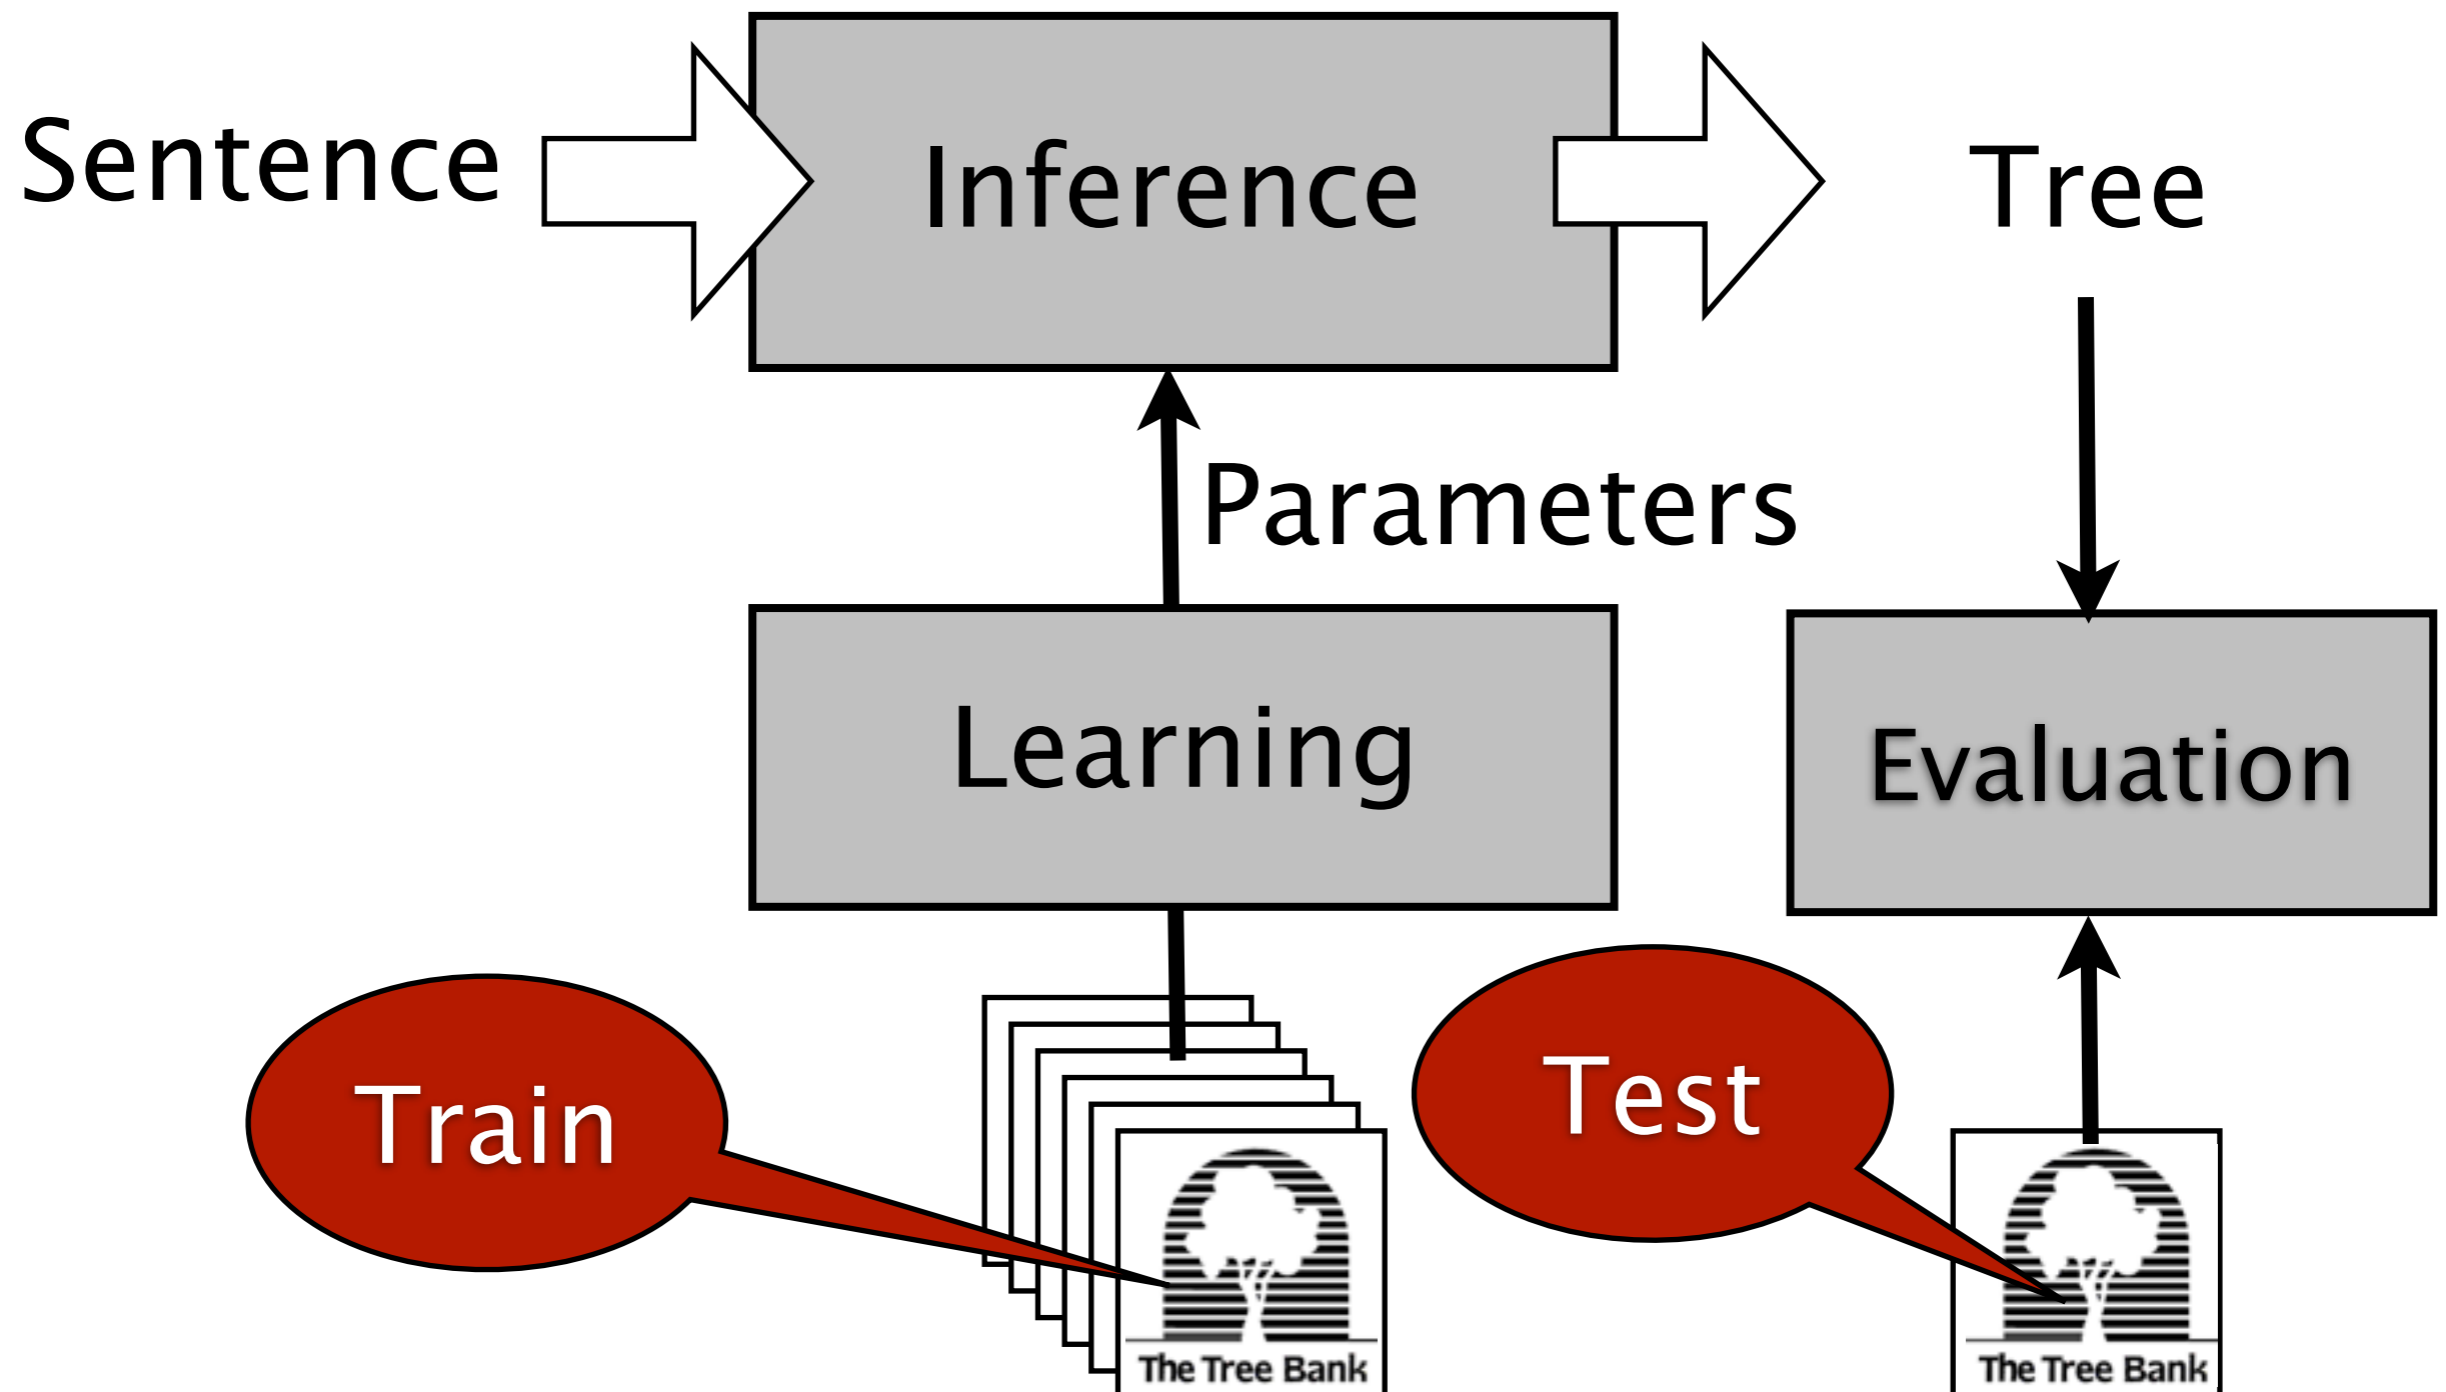 Sentence
Inference
Tree
Parameters
Learning
Evaluation
Train
Test
The Tree Bank
The Tree Bank